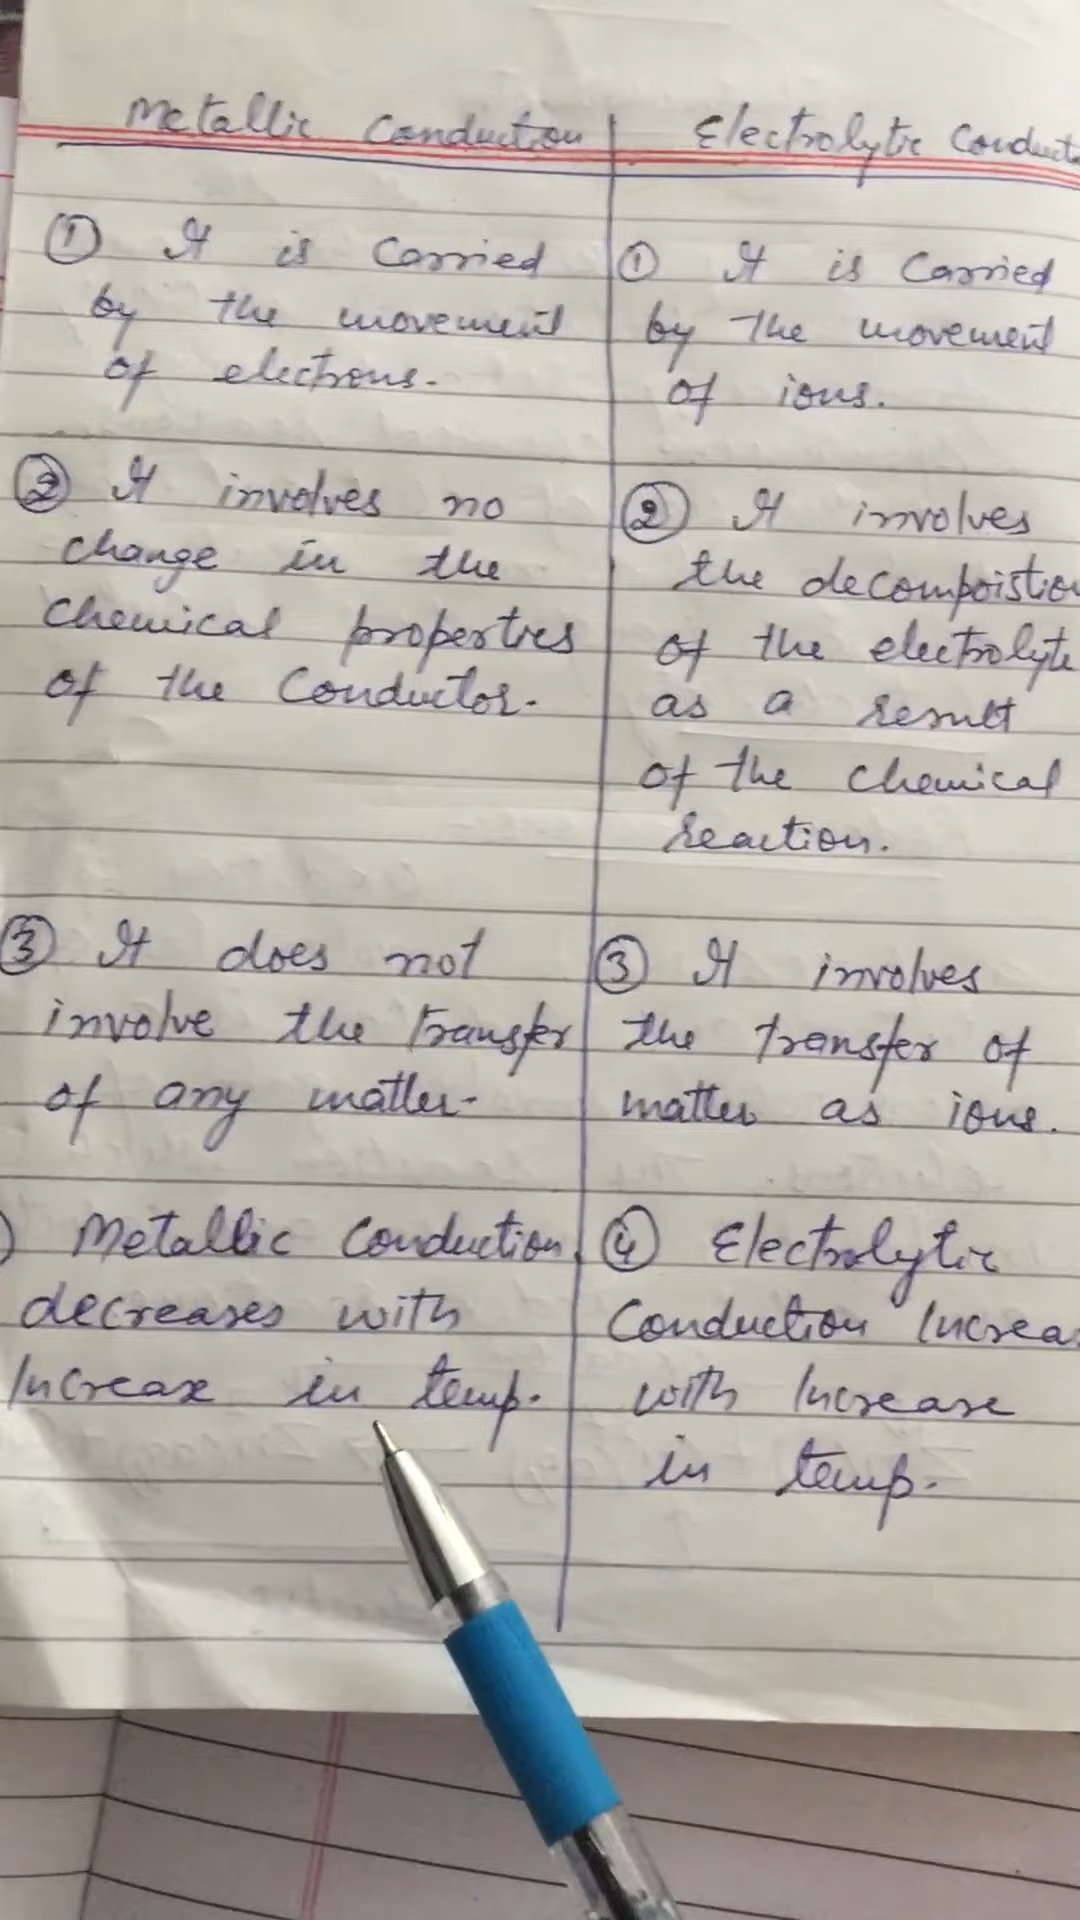 Metallic Conduction
① It is Carried
by the movement
of electrons.
② It involves no
change in the
Chemical properties
of the Conductor.
③ It does not
involve the transfer
of any matter.
Metallic Conduction
decreases with
Increase in temp.
Electrolytic Conducti
① It is Carried
by the movement
of ions.
② It involves
the decompoistion
of the electrolyte
as a result
of the chemical
reaction.
③ It involves
the transfer of
matter as ions.
④ Electrolytic
Conduction Increa
with Increase
in temp.